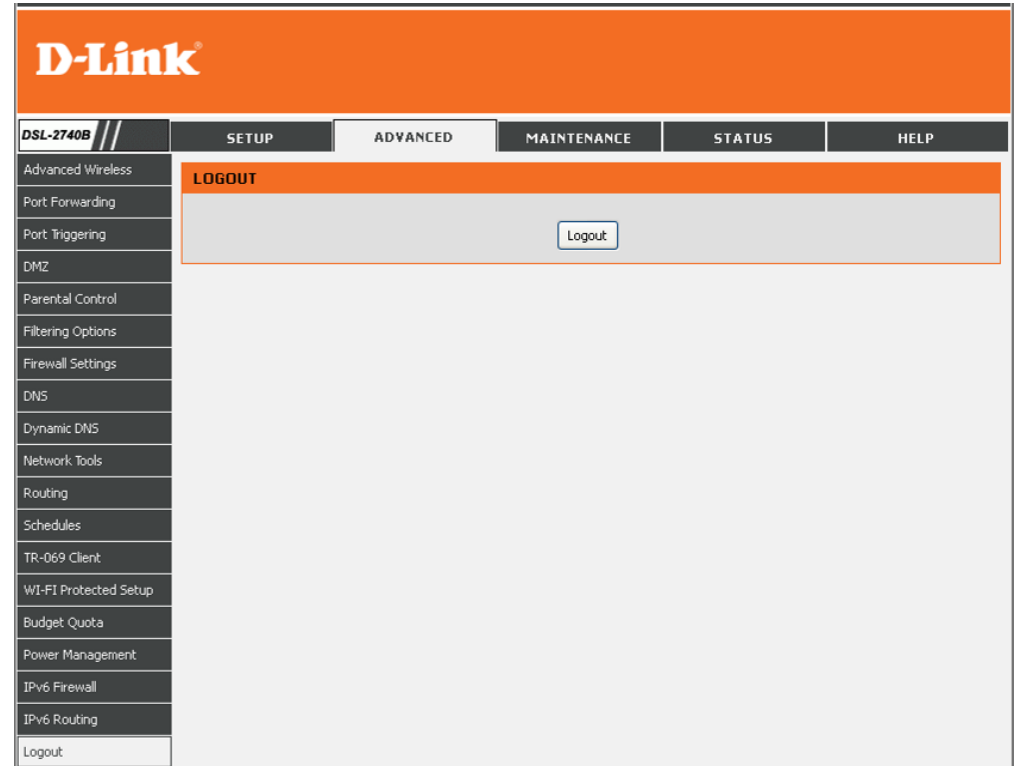 D-Link®
DSL-2740B
SETUP ADVANCED MAINTENANCE STATUS HELP
Advanced Wireless
Port Forwarding
Port Triggering
DMZ
Parental Control
Filtering Options
Firewall Settings
DNS
Dynamic DNS
Network Tools
Routing
Schedules
TR-069 Client
WI-FI Protected Setup
Budget Quota
Power Management
IPv6 Firewall
IPv6 Routing
Logout
LOGOUT
Logout